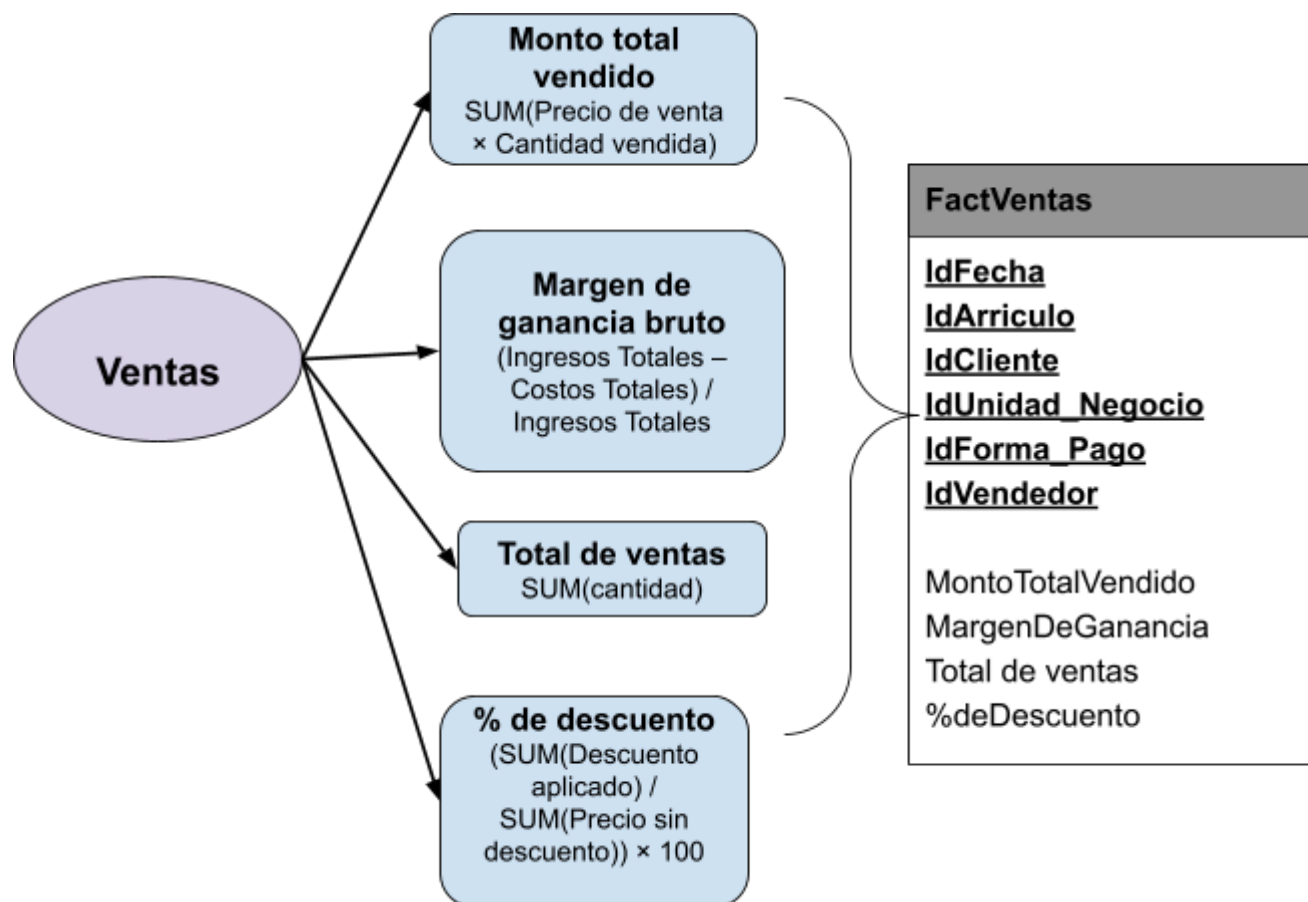 Ventas
Monto total
vendido
SUM(Precio de venta
× Cantidad vendida)
Margen de
ganancia bruto
(Ingresos Totales –
Costos Totales) /
Ingresos Totales
Total de ventas
SUM(cantidad)
% de descuento
(SUM(Descuento
aplicado) /
SUM(Precio sin
descuento)) × 100
FactVentas
IdFecha
IdArriculo
IdCliente
IdUnidad_Negocio
IdForma_Pago
IdVendedor
MontoTotalVendido
MargenDeGanancia
Total de ventas
%deDescuento